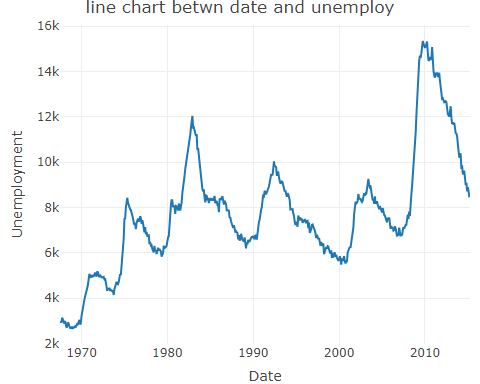 line chart betwn date and unemploy
16k
14k
12k
10k
8k
6k
4k
2k
Unemployment
1970 1980 1990 2000 2010
Date